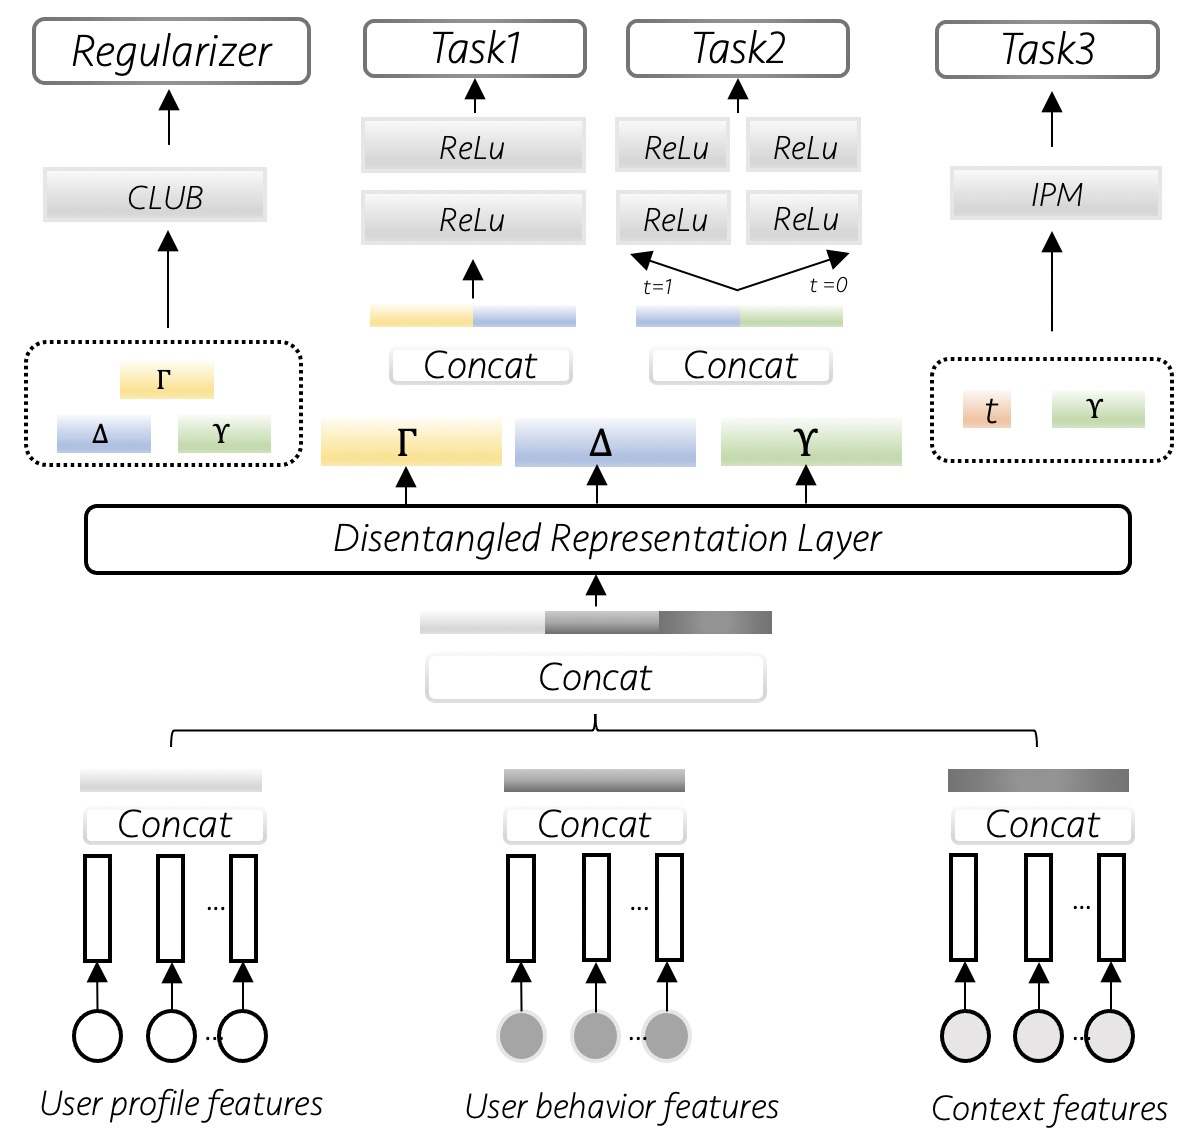 Regularizer
Task1
Task2
Task3
ReLu
ReLu
ReLu
CLUB
IPM
ReLu
ReLu
ReLu
t=1
t =0
Concat
Concat
Γ
Δ
ϒ
t
ϒ
Γ
Δ
ϒ
Disentangled Representation Layer
Concat
Concat
Concat
Concat
...
...
...
...
...
...
User profile features
User behavior features
Context features